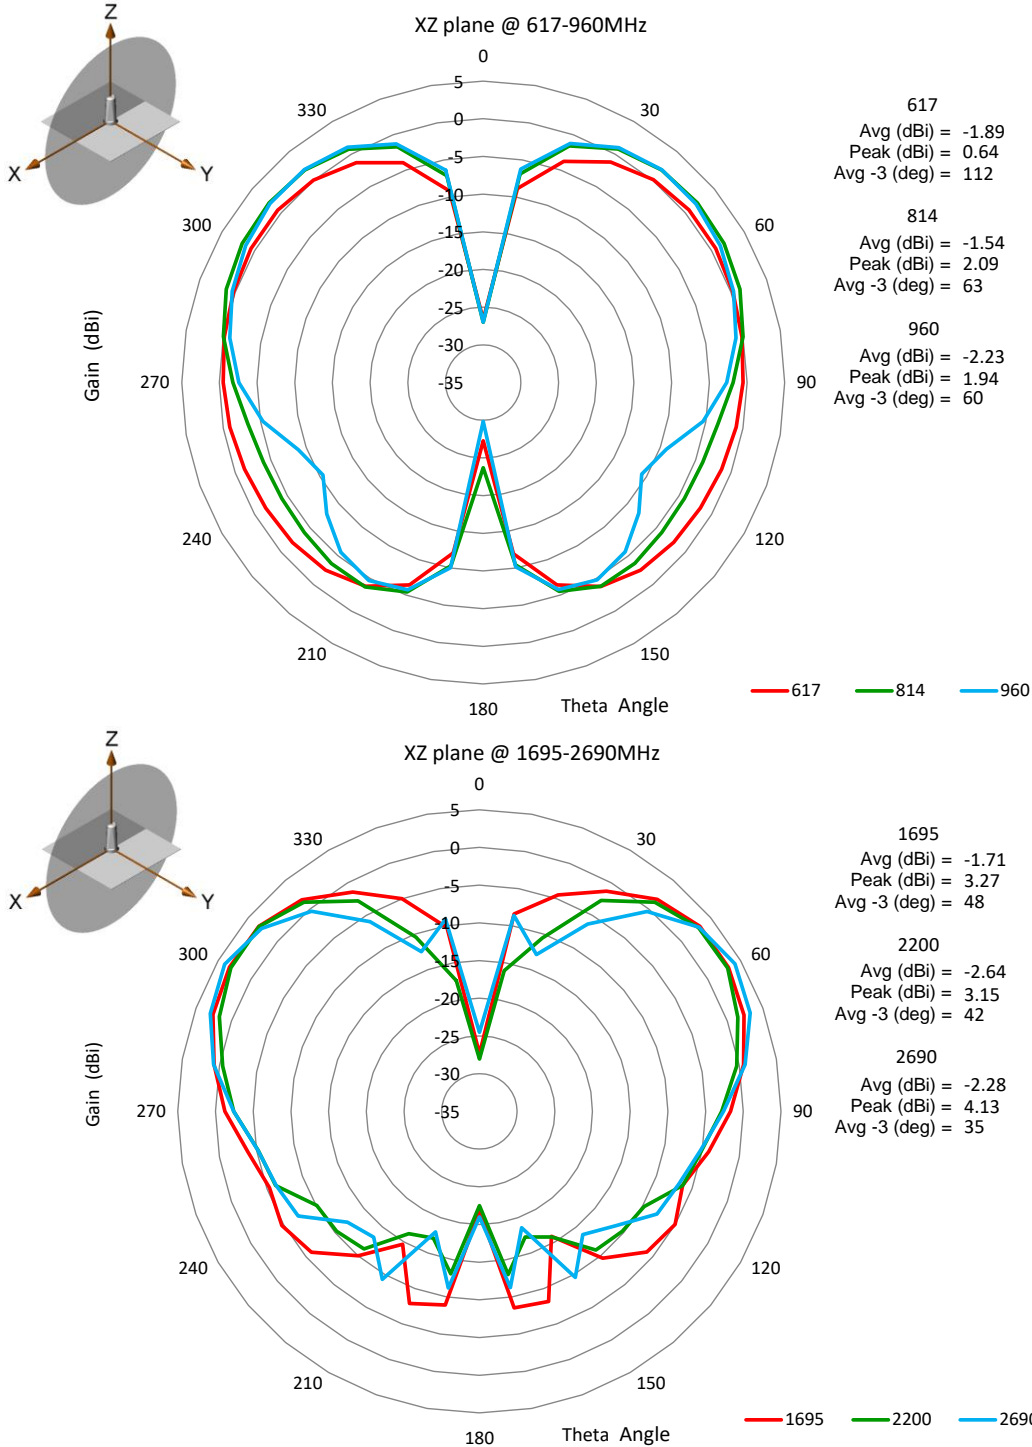 XZ plane @ 617-960MHz
Z
X
Y
0
30
60
90
120
150
180
210
240
270
300
330
5
0
-5
-10
-15
-20
-25
-30
-35
Gain (dBi)
Theta Angle
617
Avg (dBi) = -1.89
Peak (dBi) = 0.64
Avg -3 (deg) = 112
814
Avg (dBi) = -1.54
Peak (dBi) = 2.09
Avg -3 (deg) = 63
960
Avg (dBi) = -2.23
Peak (dBi) = 1.94
Avg -3 (deg) = 60
617 814 960
XZ plane @ 1695-2690MHz
Z
X
Y
0
30
60
90
120
150
180
210
240
270
300
330
5
0
-5
-10
-15
-20
-25
-30
-35
Gain (dBi)
Theta Angle
1695
Avg (dBi) = -1.71
Peak (dBi) = 3.27
Avg -3 (deg) = 48
2200
Avg (dBi) = -2.64
Peak (dBi) = 3.15
Avg -3 (deg) = 42
2690
Avg (dBi) = -2.28
Peak (dBi) = 4.13
Avg -3 (deg) = 35
1695 2200 2690